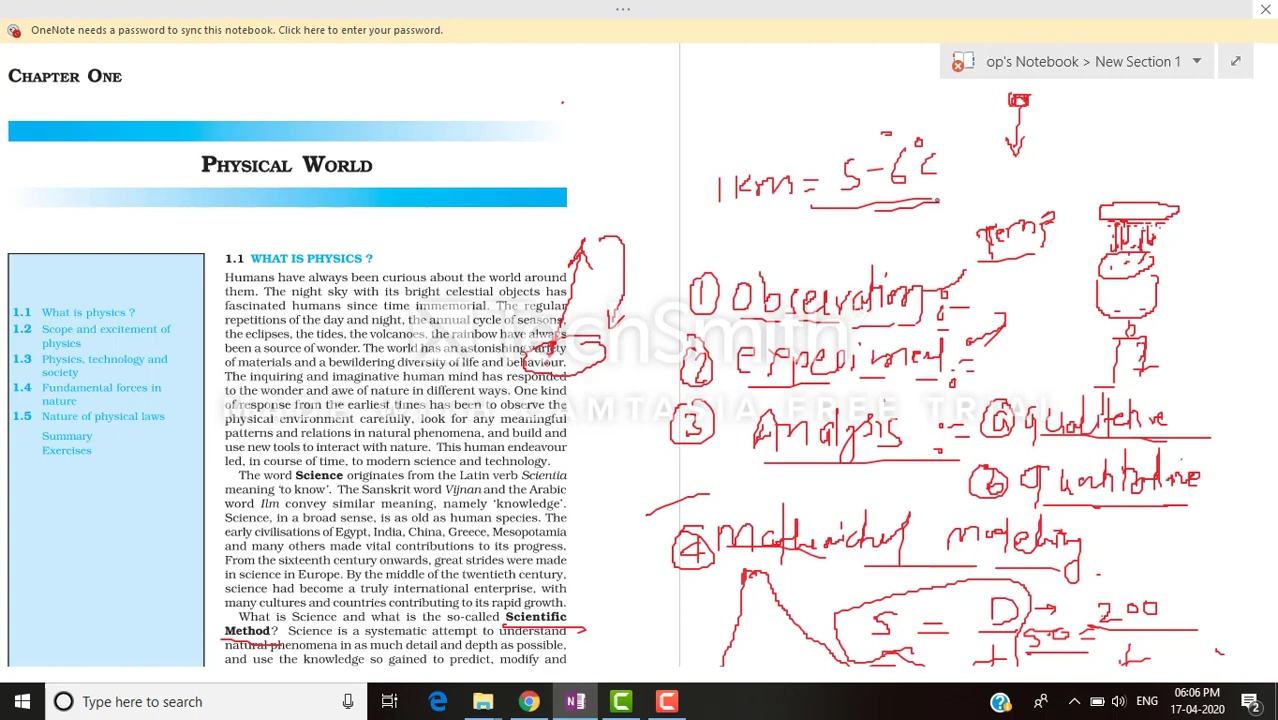 OneNote needs a password to sync this notebook. Click here to enter your password.
CHAPTER ONE
PHYSICAL WORLD
1.1 What is physics ?
1.2 Scope and excitement of physics
1.3 Physics, technology and society
1.4 Fundamental forces in nature
1.5 Nature of physical laws
Summary
Exercises
1.1 WHAT IS PHYSICS ?
Humans have always been curious about the world around
them. The night sky with its bright celestial objects has
fascinated humans since time immemorial. The regular
repetitions of the day and night, the annual cycle of seasons,
the eclipses, the tides, the volcanoes, the rainbow have always
been a source of wonder. The world has an astonishing variety
of materials and a bewildering diversity of life and behaviour.
The inquiring and imaginative human mind has responded
to the wonder and awe of nature in different ways. One kind
of response from the earliest times has been to observe the
physical environment carefully, look for any meaningful
patterns and relations in natural phenomena, and build and
use new tools to interact with nature. This human endeavour
led, in course of time, to modern science and technology.
The word Science originates from the Latin verb Scientia
meaning ‘to know’. The Sanskrit word Vijnan and the Arabic
word Ilm convey similar meaning, namely ‘knowledge’.
Science, in a broad sense, is as old as human species. The
early civilisations of Egypt, India, China, Greece, Mesopotamia
and many others made vital contributions to its progress.
From the sixteenth century onwards, great strides were made
in science in Europe. By the middle of the twentieth century,
science had become a truly international enterprise, with
many cultures and countries contributing to its rapid growth.
What is Science and what is the so-called Scientific
Method? Science is a systematic attempt to understand
natural phenomena in as much detail and depth as possible,
and use the knowledge so gained to predict, modify and
op's Notebook > New Section 1
1 Km = 5-6°C
① Observation :-
② experiment :-
③ Analysis :- ⓐ qualitative
ⓑ quantitative
④ Mathematical modeling
S = D → 200
t 50 = t
TechSmith
MADE WITH CAMTASIA FREE TRIAL
Type here to search
ENG
06:06 PM
17-04-2020
2